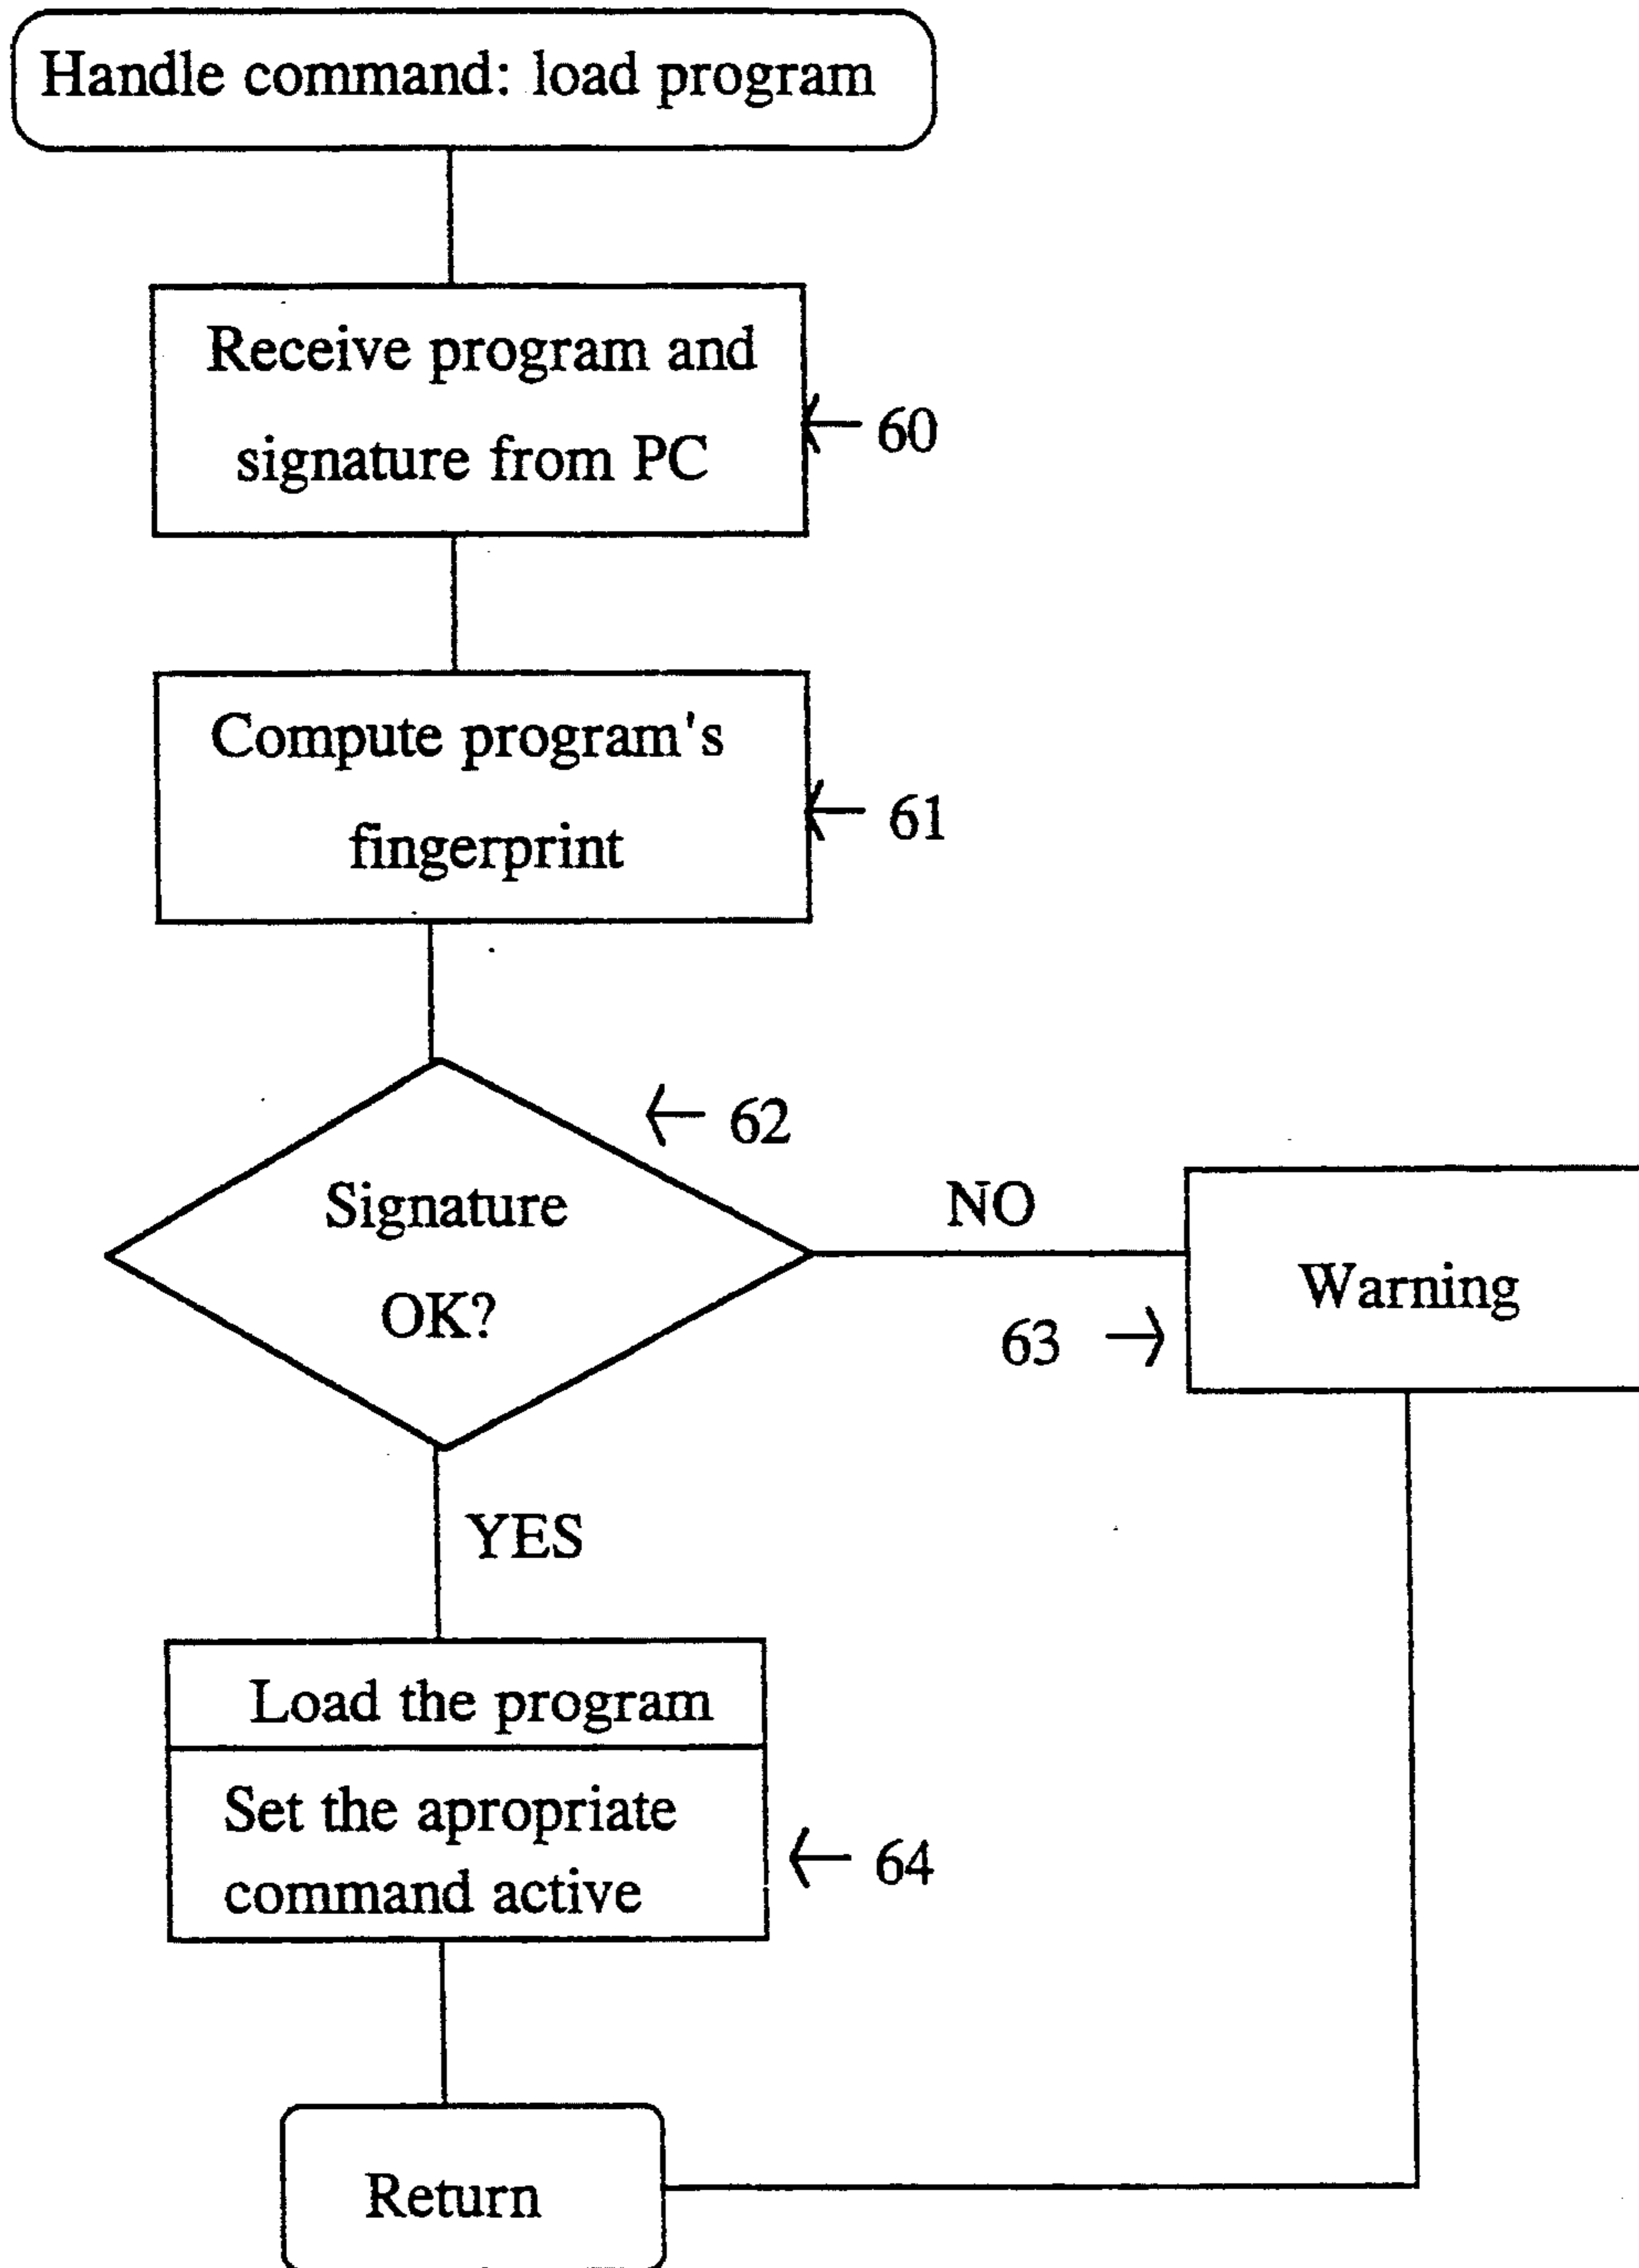 Handle command: load program
Receive program and
signature from PC
60
Compute program's
fingerprint
61
62
Signature
OK?
NO
Warning
63
YES
Load the program
Set the apropriate
command active
64
Return